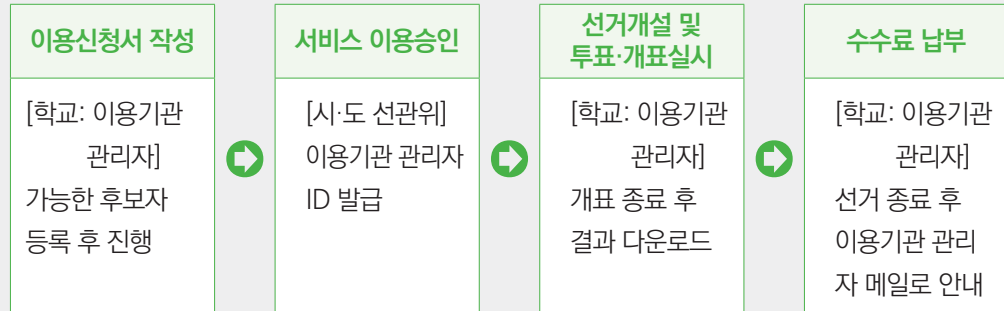 이용신청서 작성
[학교: 이용기관
관리자]
가능한 후보자
등록 후 진행
서비스 이용승인
[시·도 선관위]
이용기관 관리자
ID 발급
선거개설 및
투표·개표실시
[학교: 이용기관
관리자]
개표 종료 후
결과 다운로드
수수료 납부
[학교: 이용기관
관리자]
선거 종료 후
이용기관 관리
자 메일로 안내